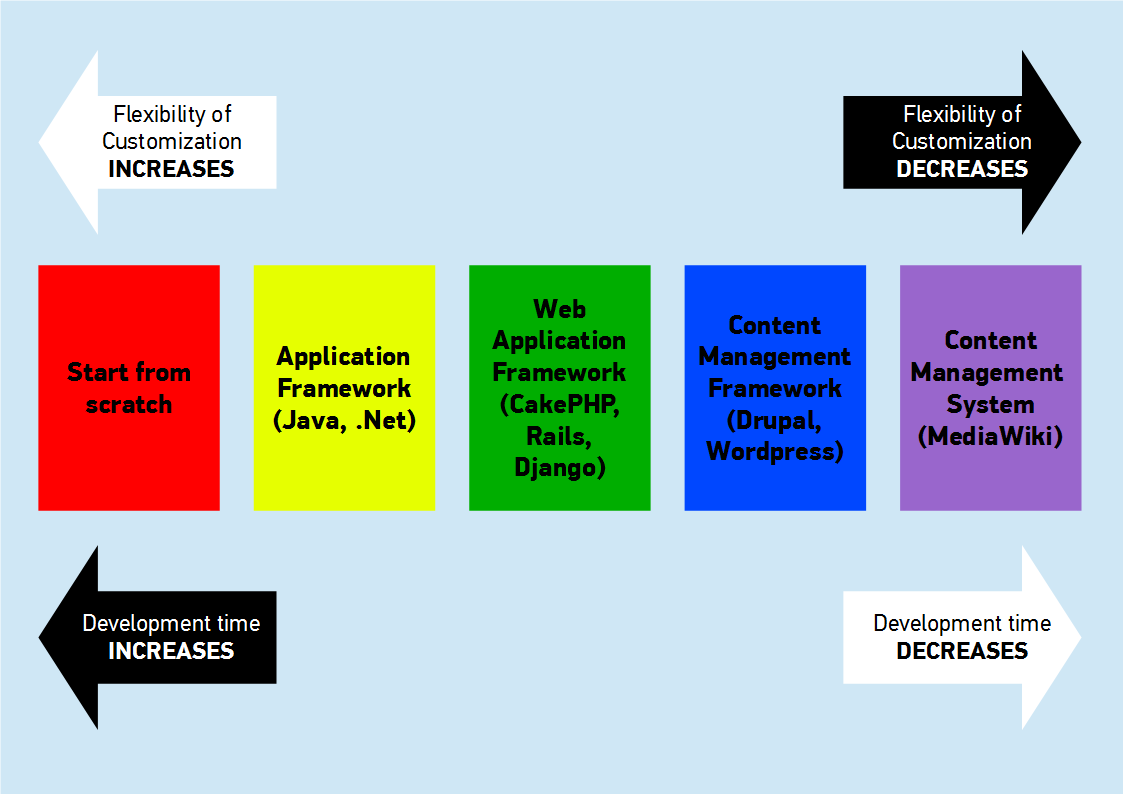 Flexibility of
Customization
INCREASES
Flexibility of
Customization
DECREASES
Start from
scratch
Application
Framework
(Java, .Net)
Web
Application
Framework
(CakePHP,
Rails,
Django)
Content
Management
Framework
(Drupal,
Wordpress)
Content
Management
System
(MediaWiki)
Development time
INCREASES
Development time
DECREASES